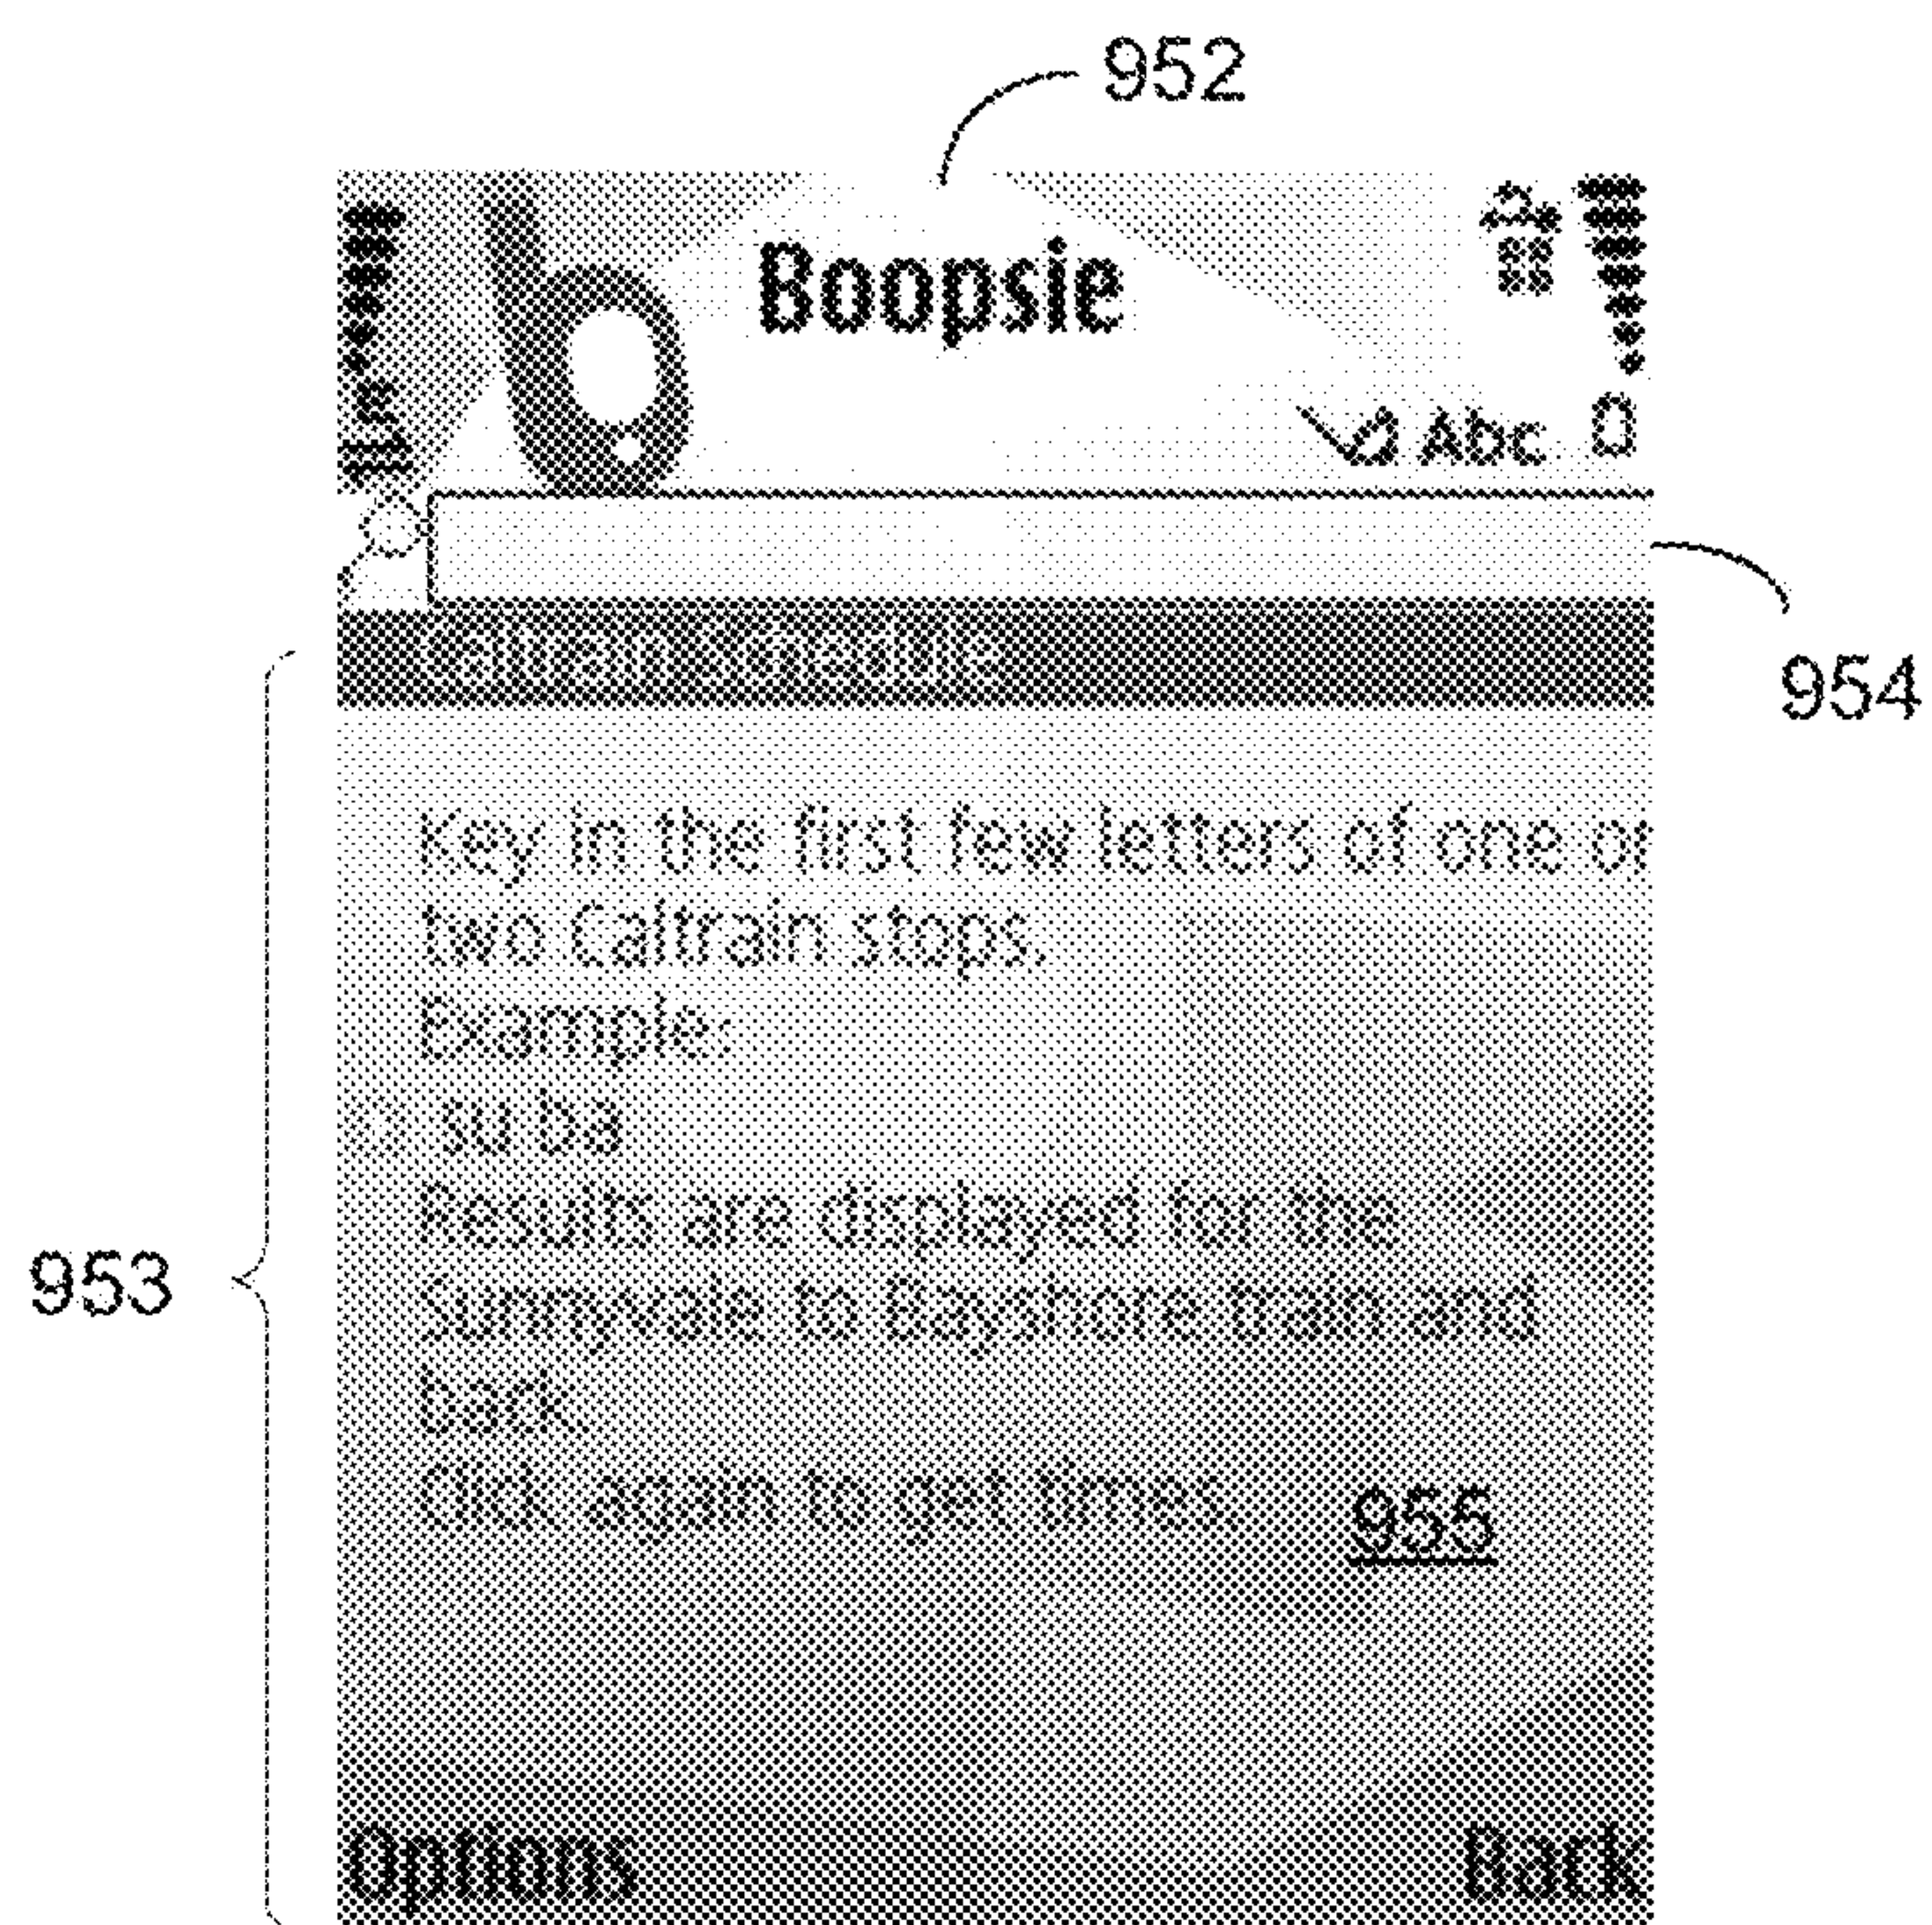 952
Boopsie
Abc
954
Caltrain Schedule
Key in the first few letters of one or
two Caltrain stops.
Example:
su ba
Results are displayed for the
953
Sunnyvale to Bayshore train and
back.
Click again to get times
955
Options
Back